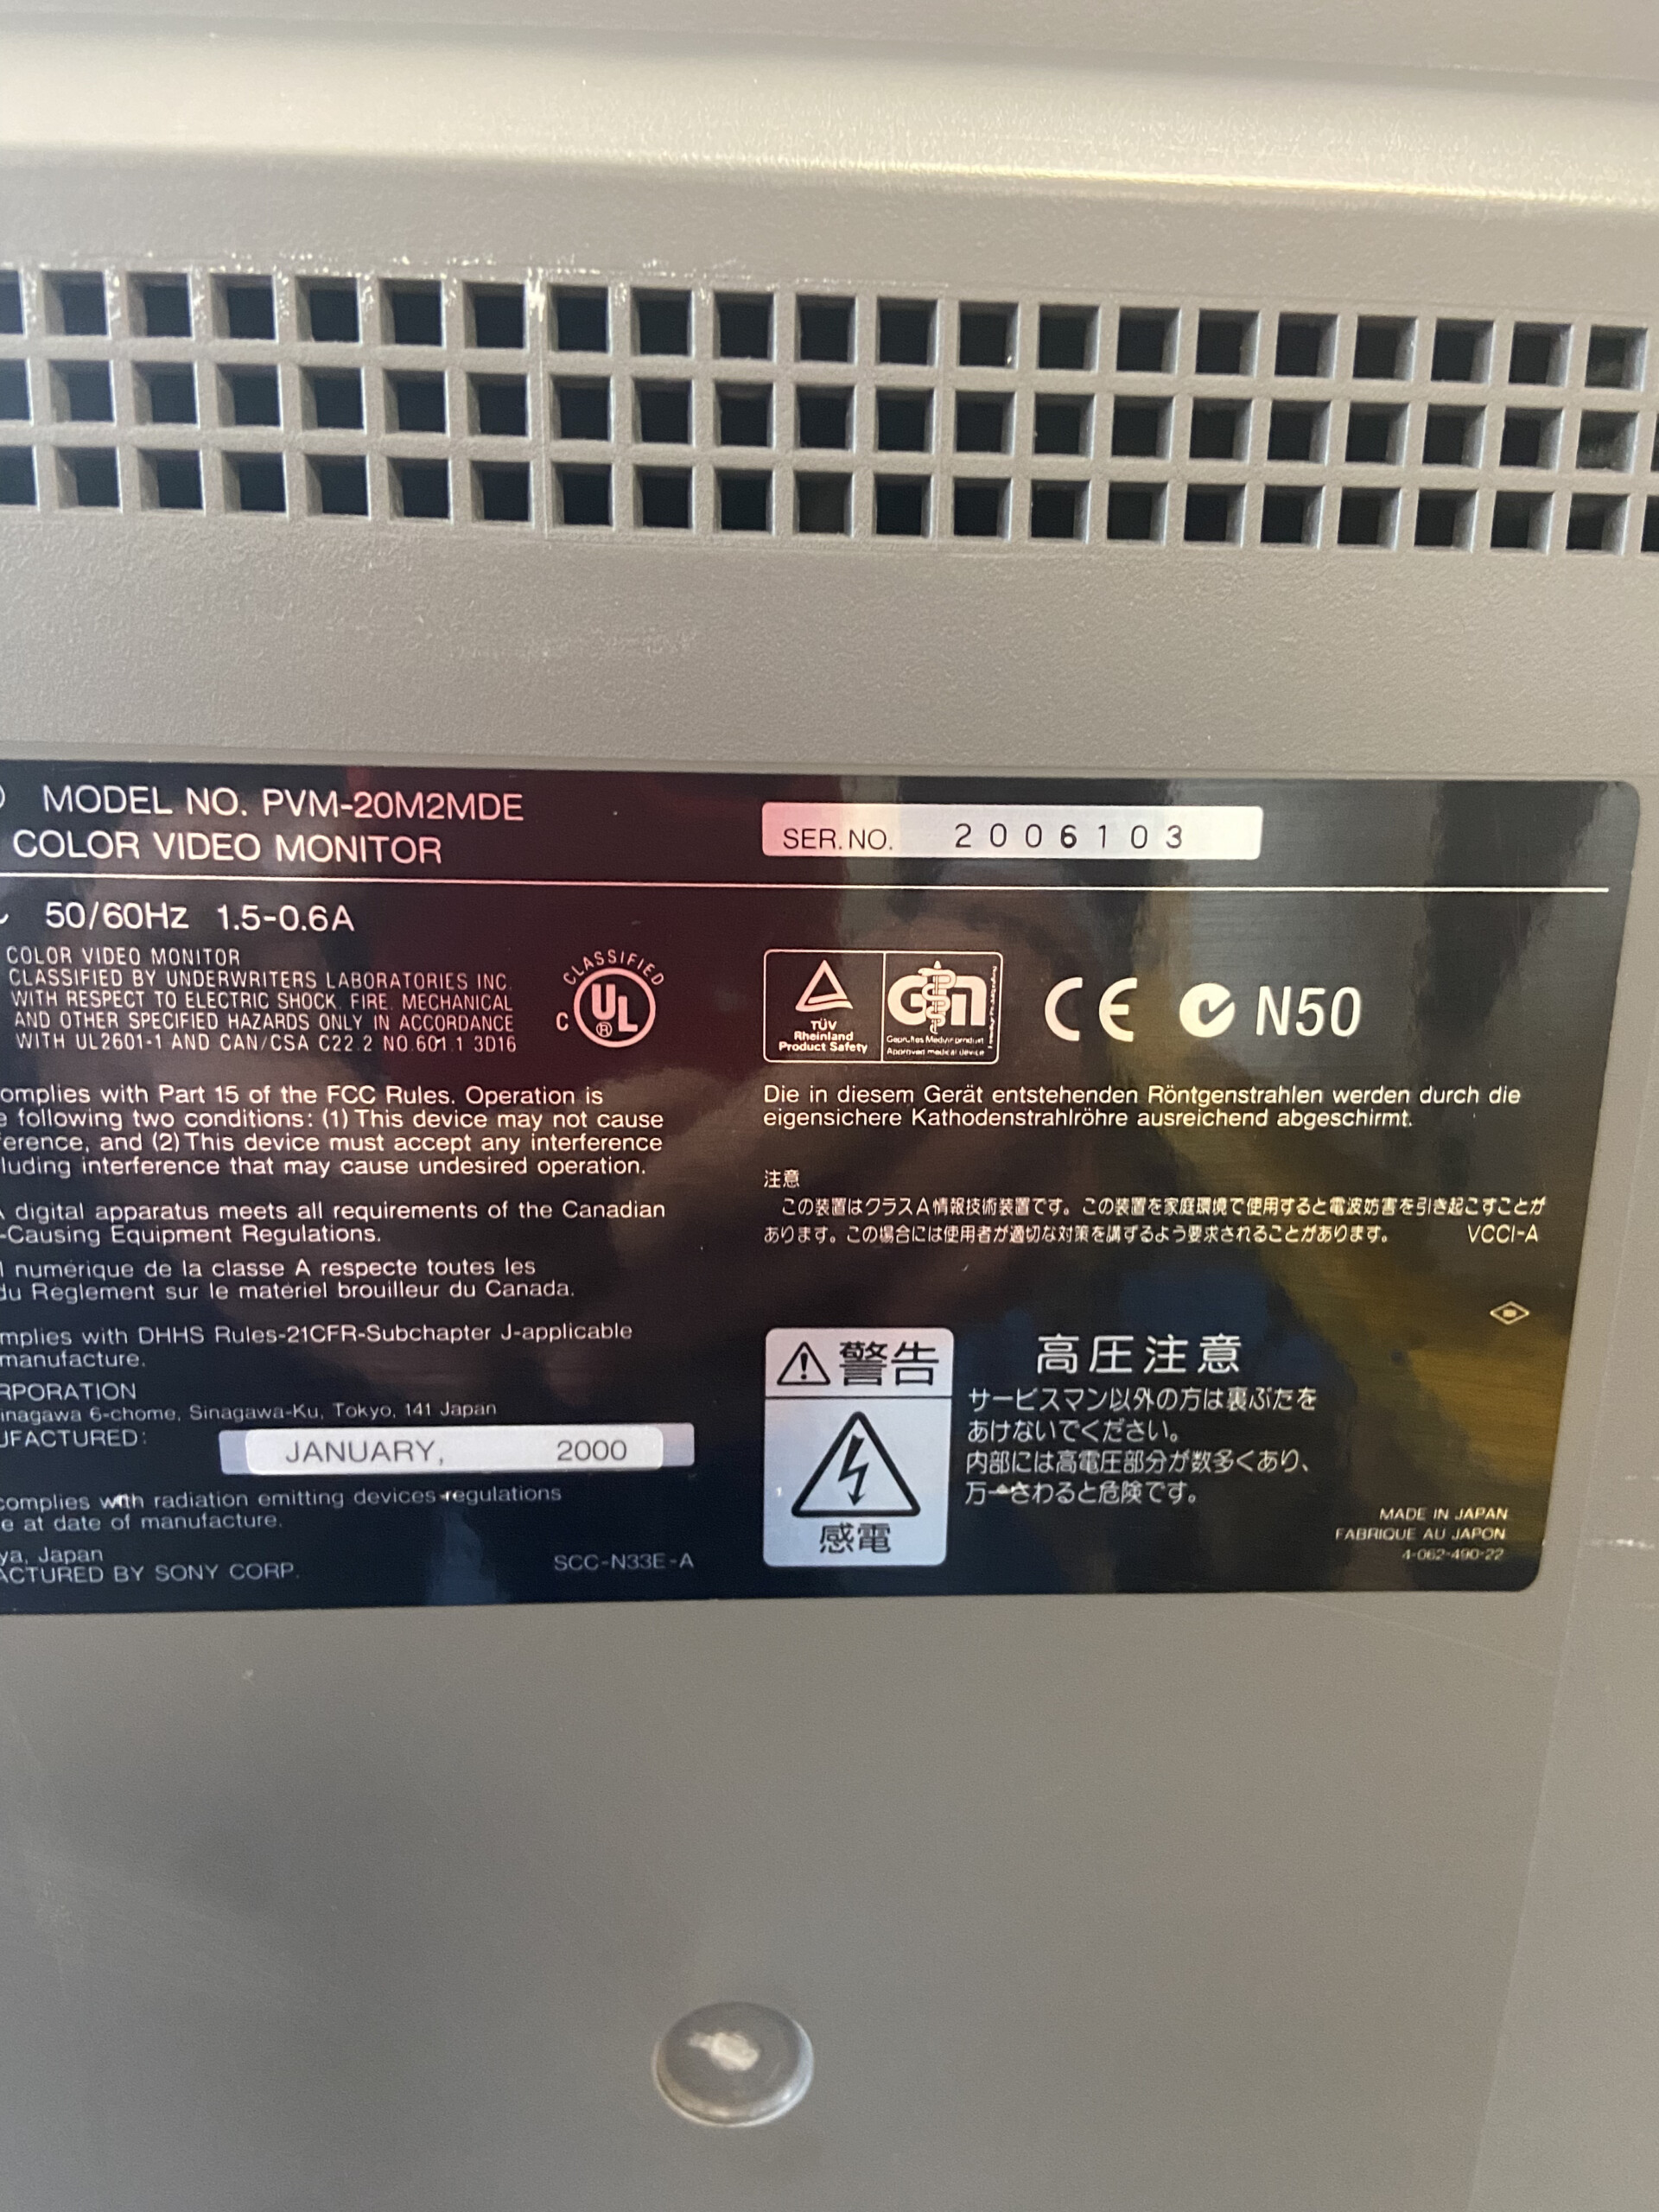 MODEL NO. PVM-20M2MDE
COLOR VIDEO MONITOR
SER. NO. 2006103
50/60Hz 1.5-0.6A
COLOR VIDEO MONITOR
CLASSIFIED BY UNDERWRITERS LABORATORIES INC.
WITH RESPECT TO ELECTRIC SHOCK. FIRE. MECHANICAL
AND OTHER SPECIFIED HAZARDS ONLY IN ACCORDANCE
WITH UL2601-1 AND CAN/CSA C22.2 NO.601.1 3D16
CLASSIFIED
C UL ®
TÜV
Rheinland
Product Safety
Approved medical device
CE N50
omplies with Part 15 of the FCC Rules. Operation is
e following two conditions: (1) This device may not cause
ference, and (2) This device must accept any interference
luding interference that may cause undesired operation.
digital apparatus meets all requirements of the Canadian
-Causing Equipment Regulations.
l numérique de la classe A respecte toutes les
du Reglement sur le matériel brouilleur du Canada.
mplies with DHHS Rules-21CFR-Subchapter J-applicable
manufacture.
RPORATION
inagawa 6-chome, Sinagawa-Ku, Tokyo, 141 Japan
UFACTURED:
JANUARY, 2000
complies with radiation emitting devices regulations
e at date of manufacture.
ya, Japan
ACTURED BY SONY CORP.
SCC-N33E-A
Die in diesem Gerät entstehenden Röntgenstrahlen werden durch die
eigensichere Kathodenstrahlröhre ausreichend abgeschirmt.
注意
この装置はクラスA情報技術装置です。この装置を家庭環境で使用すると電波妨害を引き起こすことが
あります。この場合には使用者が適切な対策を講ずるよう要求されることがあります。 VCCI-A
警告
感電
高圧注意
サービスマン以外の方は裏ぶたを
あけないでください。
内部には高電圧部分が数多くあり、
万一さわると危険です。
MADE IN JAPAN
FABRIQUE AU JAPON
4-062-490-22